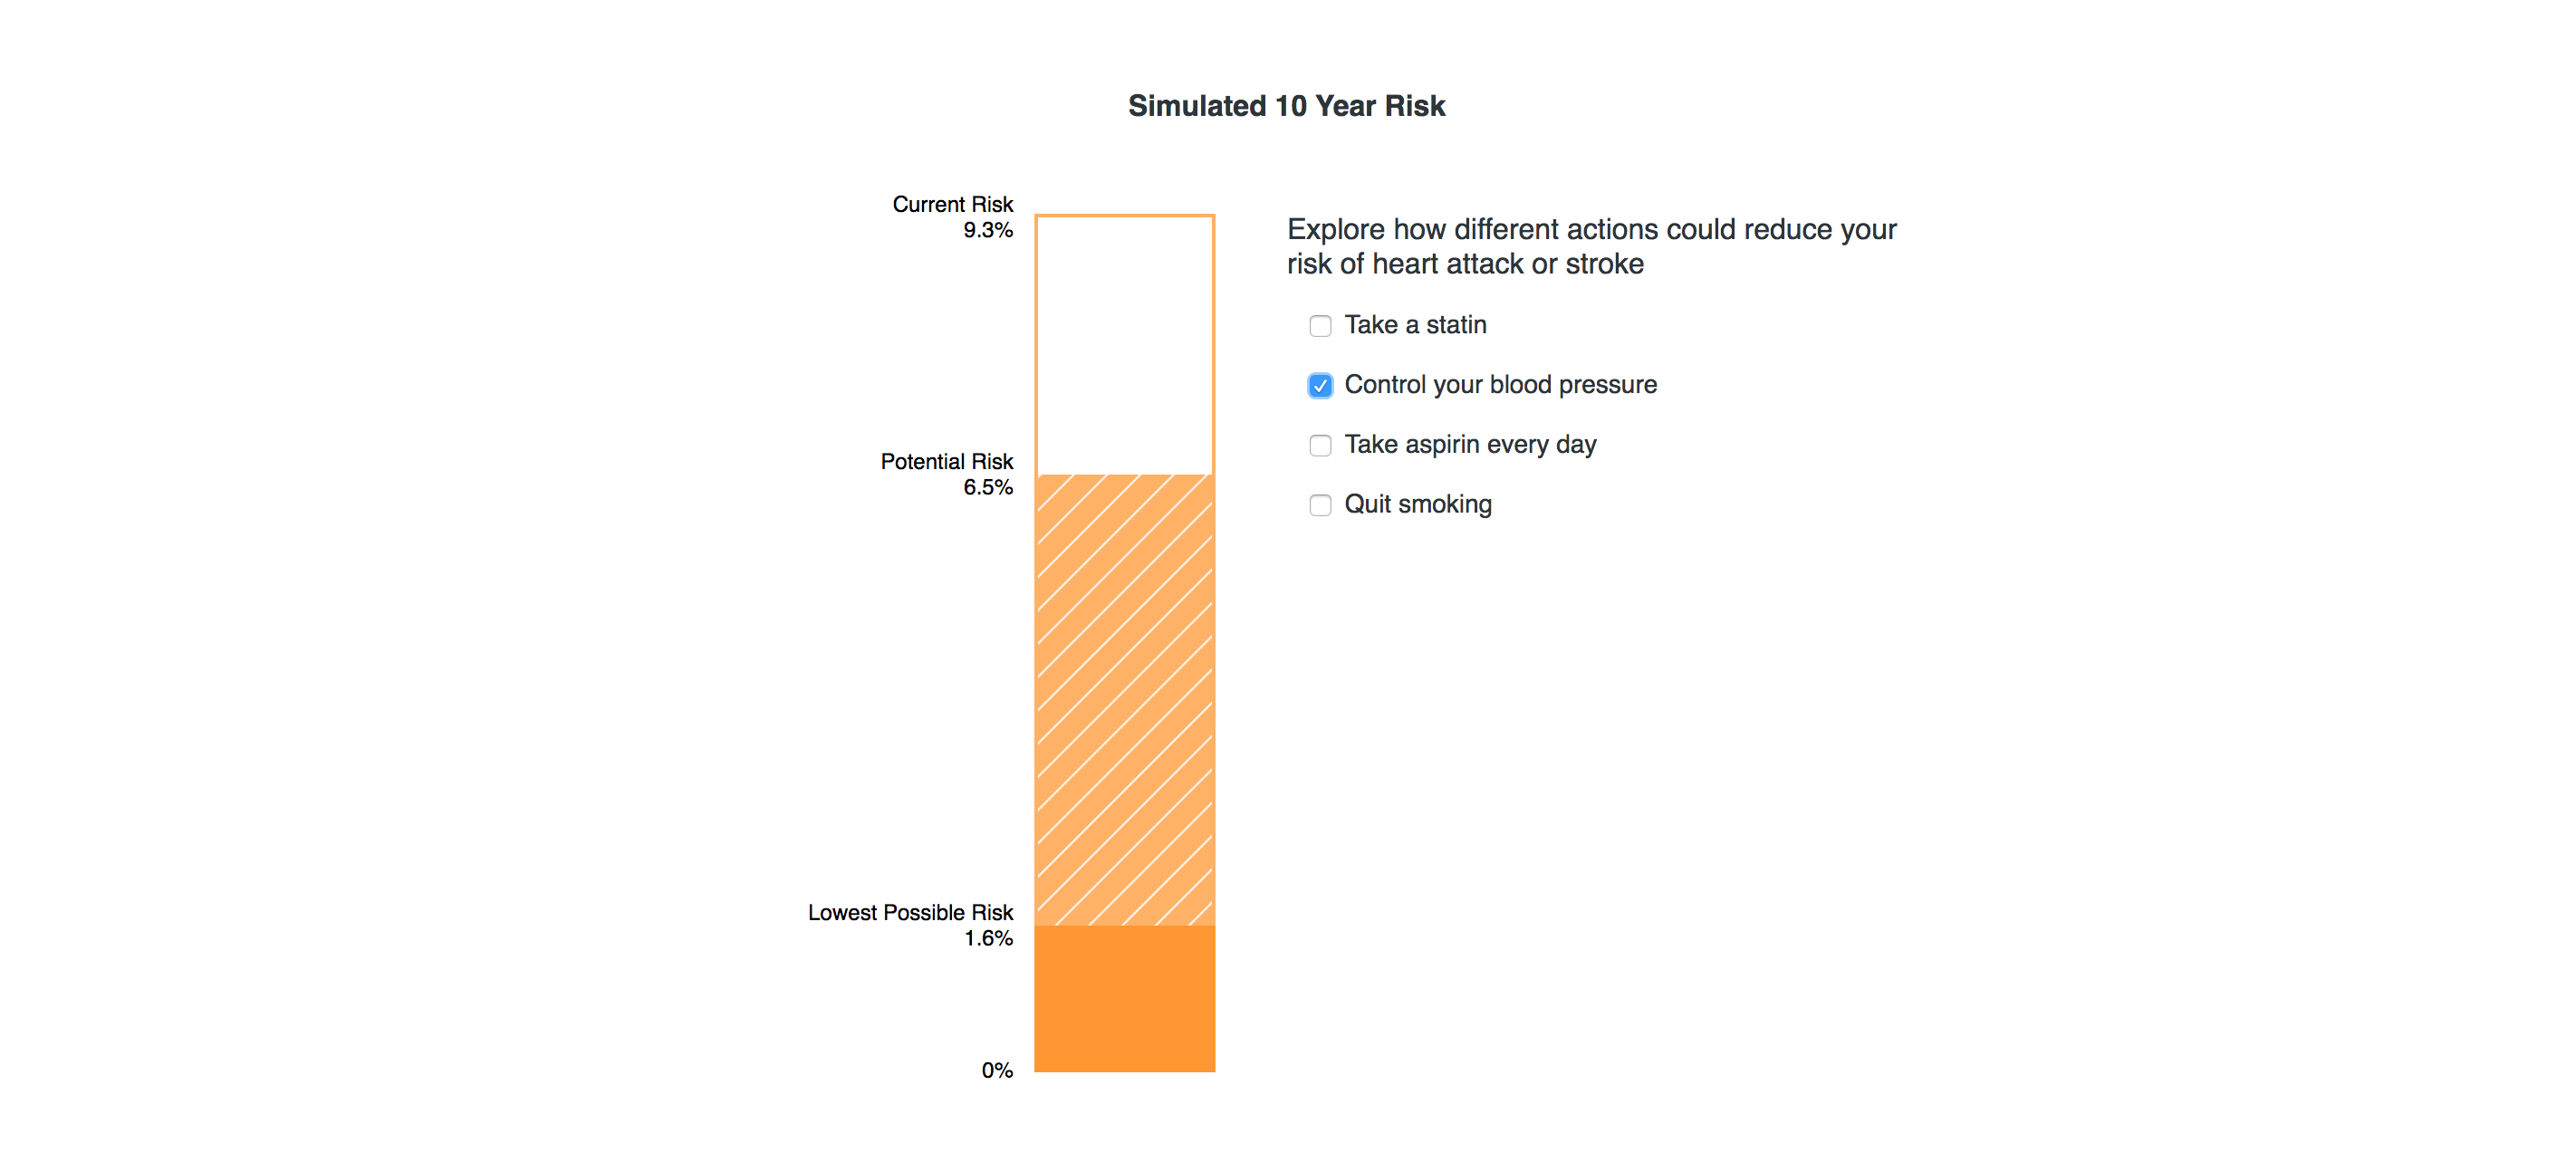 Simulated 10 Year Risk
Current Risk
9.3%
Potential Risk
6.5%
Lowest Possible Risk
1.6%
0%
Explore how different actions could reduce your
risk of heart attack or stroke
Take a statin
Control your blood pressure
Take aspirin every day
Quit smoking